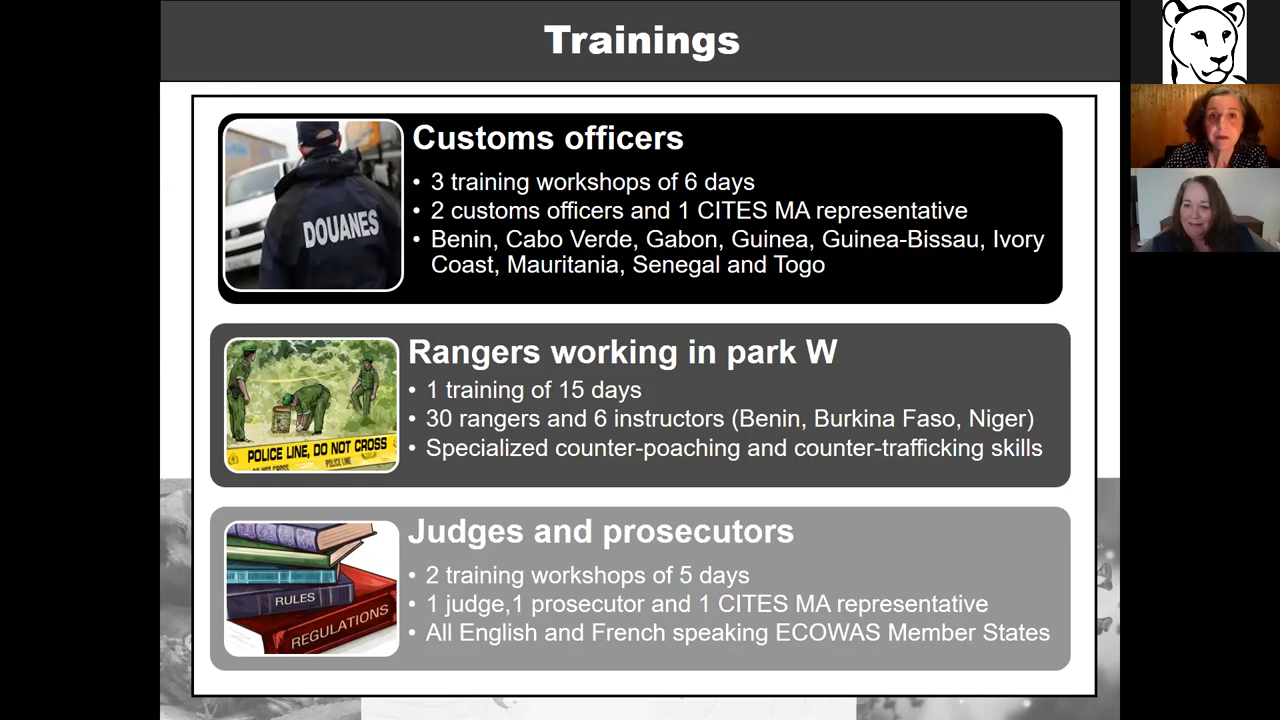 Trainings
Customs officers
• 3 training workshops of 6 days
• 2 customs officers and 1 CITES MA representative
• Benin, Cabo Verde, Gabon, Guinea, Guinea-Bissau, Ivory
Coast, Mauritania, Senegal and Togo
DOUANES
Rangers working in park W
• 1 training of 15 days
• 30 rangers and 6 instructors (Benin, Burkina Faso, Niger)
• Specialized counter-poaching and counter-trafficking skills
POLICE LINE, DO NOT CROSS
NOT CROSS POLICE LINE
Judges and prosecutors
• 2 training workshops of 5 days
• 1 judge,1 prosecutor and 1 CITES MA representative
• All English and French speaking ECOWAS Member States
RULES
REGULATIONS